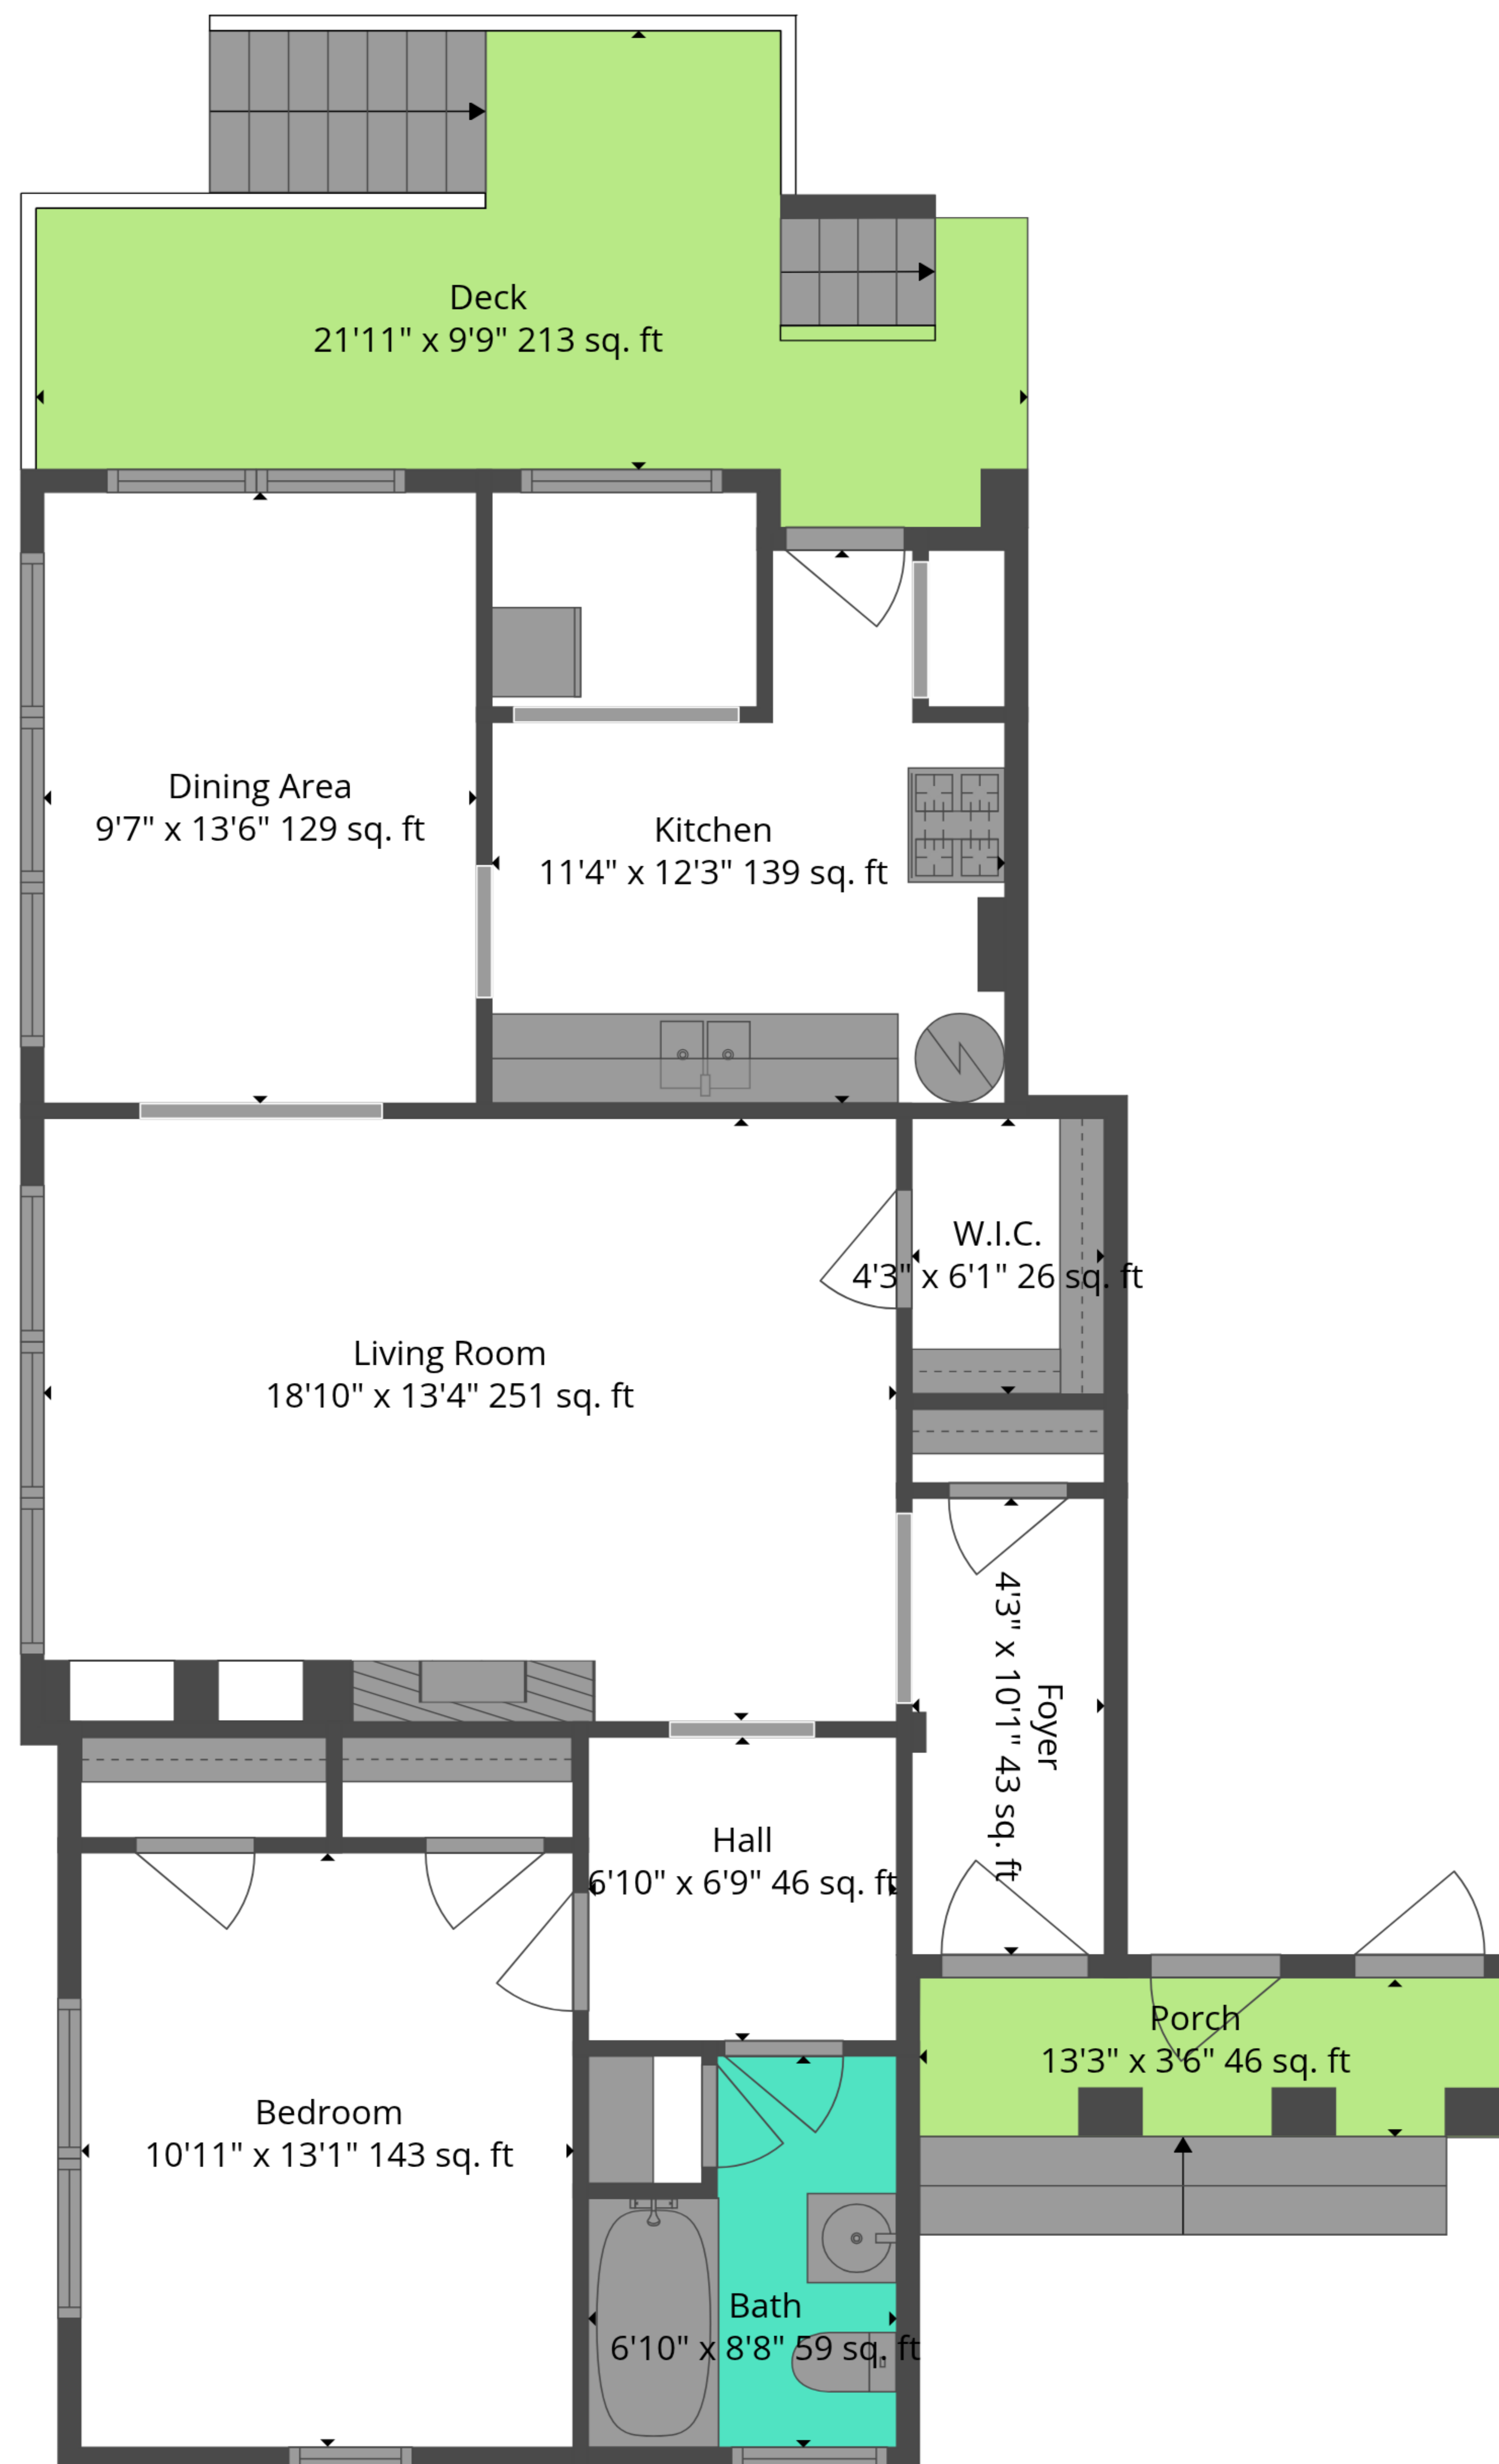 Deck
21'11" x 9'9" 213 sq. ft
Dining Area
9'7" x 13'6" 129 sq. ft
Kitchen
11'4" x 12'3" 139 sq. ft
W.I.C.
4'3" x 6'1" 26 sq. ft
Living Room
18'10" x 13'4" 251 sq. ft
Foyer
4'3" x 10'1" 43 sq. ft
Hall
6'10" x 6'9" 46 sq. ft
Porch
13'3" x 3'6" 46 sq. ft
Bedroom
10'11" x 13'1" 143 sq. ft
Bath
6'10" x 8'8" 59 sq. ft